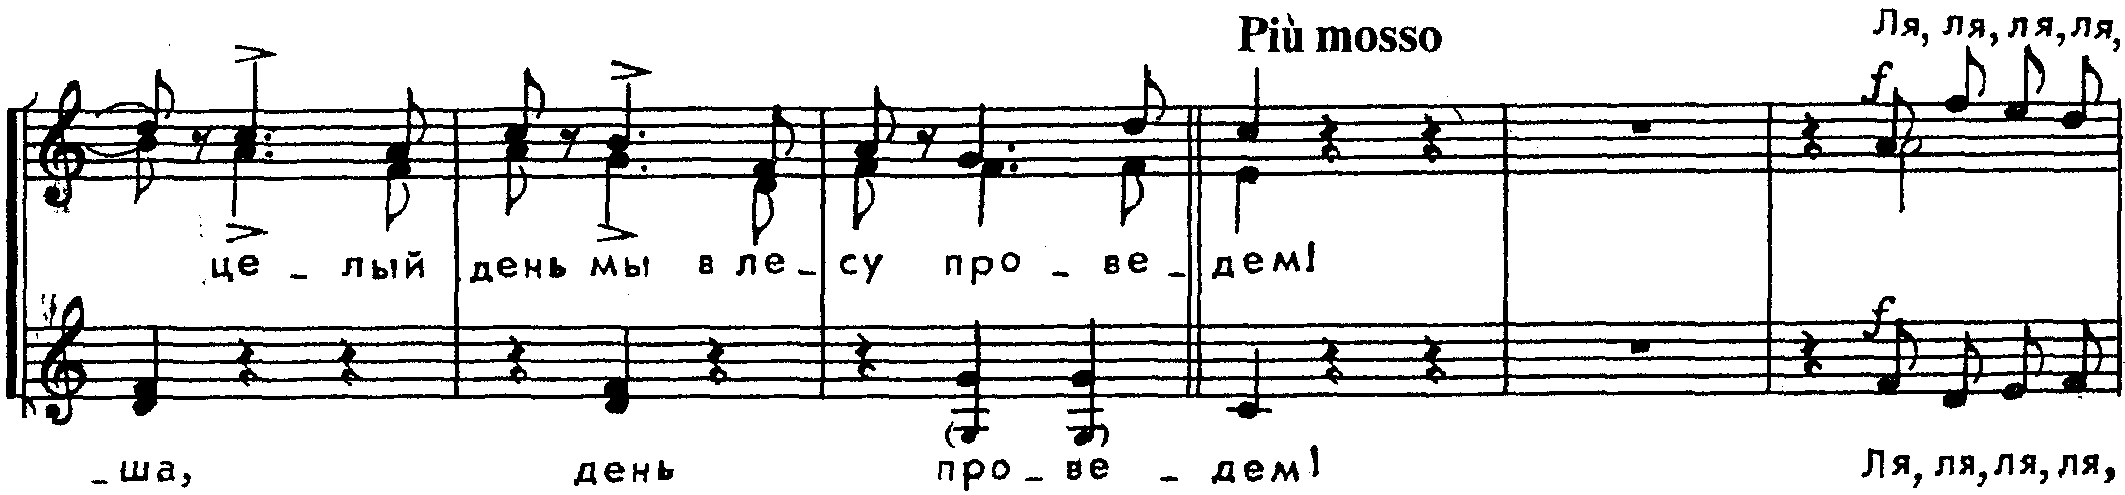 Più mosso
Ля, ля, ля, ля,
f
це - лый день мы в ле - су про - ве - дем!
f
- ша, день про - ве - дем! Ля, ля, ля, ля,